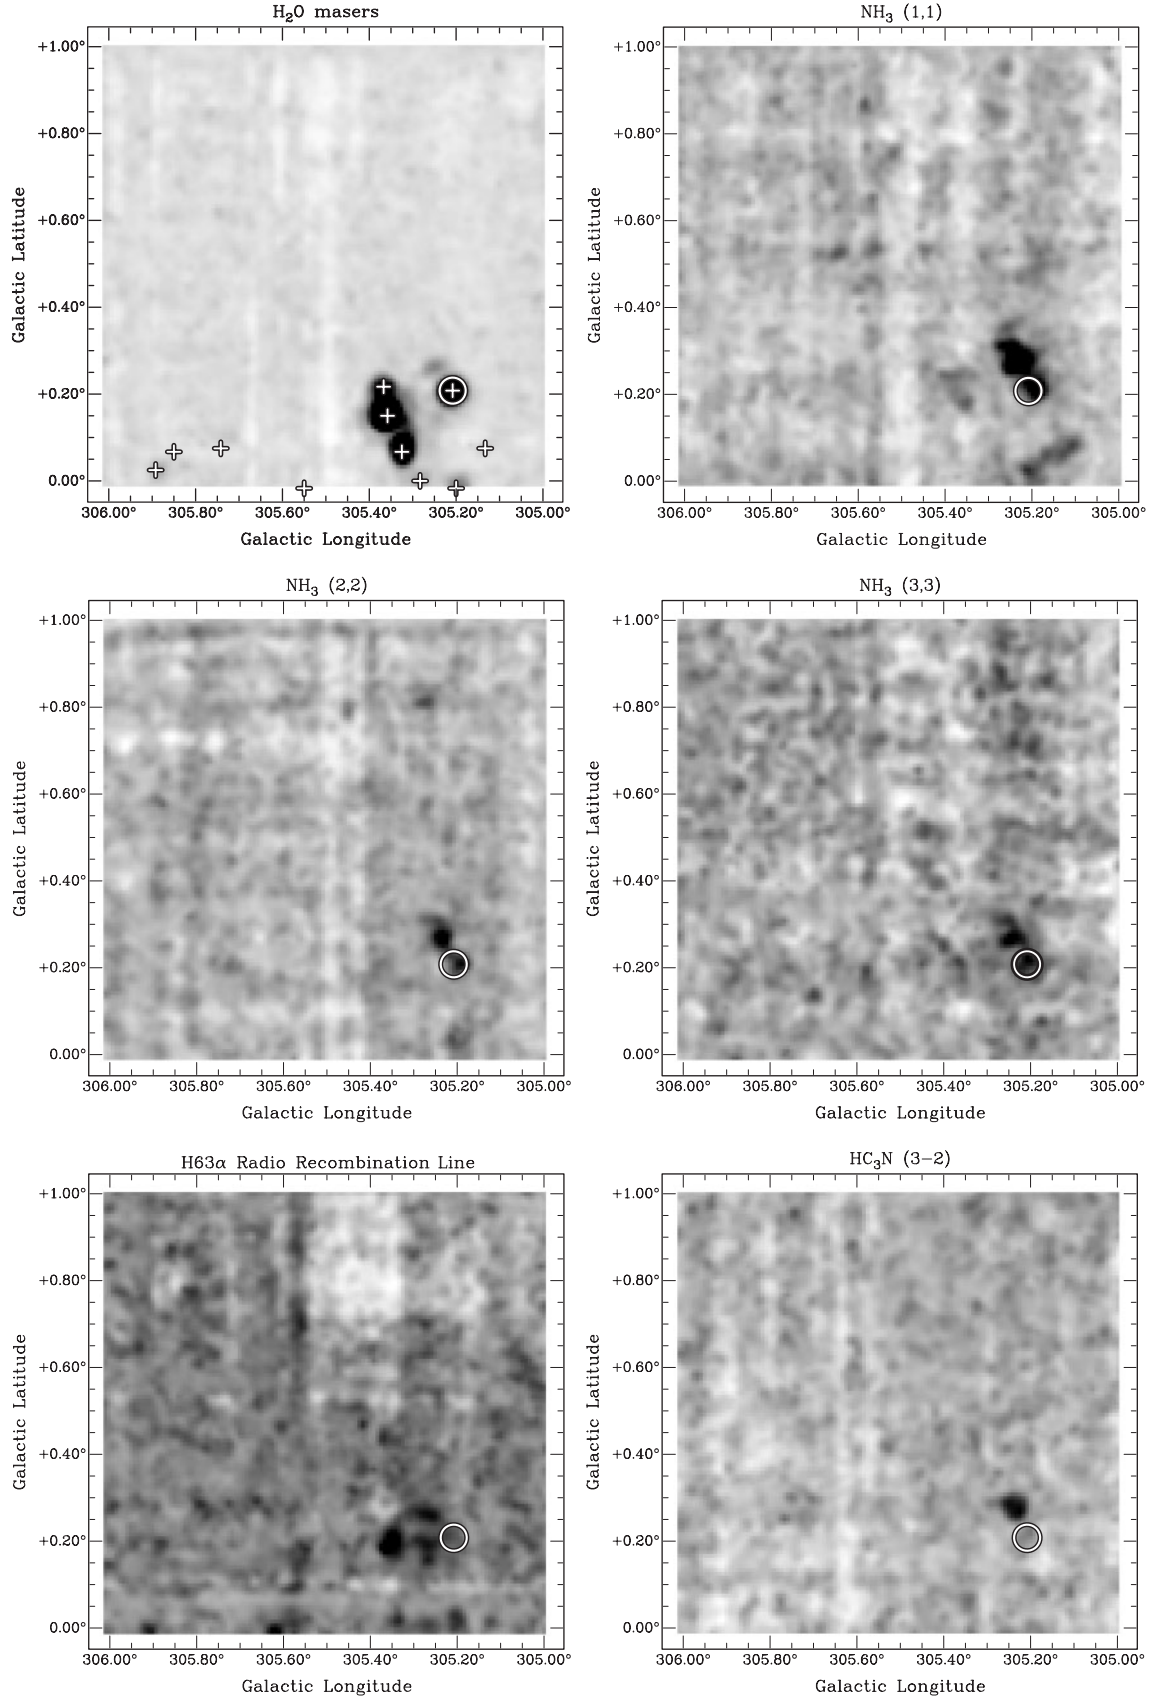 H₂O masers
+1.00°
+0.80°
+0.60°
+0.40°
+0.20°
0.00°
Galactic Latitude
306.00° 305.80° 305.60° 305.40° 305.20° 305.00°
Galactic Longitude
NH₃ (1,1)
+1.00°
+0.80°
+0.60°
+0.40°
+0.20°
0.00°
Galactic Latitude
306.00° 305.80° 305.60° 305.40° 305.20° 305.00°
Galactic Longitude
NH₃ (2,2)
+1.00°
+0.80°
+0.60°
+0.40°
+0.20°
0.00°
Galactic Latitude
306.00° 305.80° 305.60° 305.40° 305.20° 305.00°
Galactic Longitude
NH₃ (3,3)
+1.00°
+0.80°
+0.60°
+0.40°
+0.20°
0.00°
Galactic Latitude
306.00° 305.80° 305.60° 305.40° 305.20° 305.00°
Galactic Longitude
H63α Radio Recombination Line
+1.00°
+0.80°
+0.60°
+0.40°
+0.20°
0.00°
Galactic Latitude
306.00° 305.80° 305.60° 305.40° 305.20° 305.00°
Galactic Longitude
HC₃N (3−2)
+1.00°
+0.80°
+0.60°
+0.40°
+0.20°
0.00°
Galactic Latitude
306.00° 305.80° 305.60° 305.40° 305.20° 305.00°
Galactic Longitude